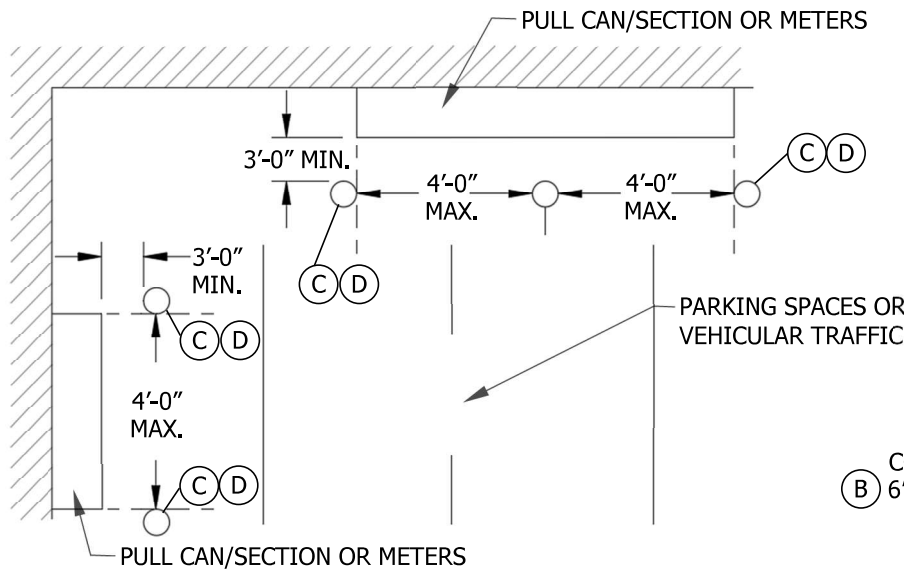 PULL CAN/SECTION OR METERS
C D
3'-0" MIN.
4'-0"
MAX.
4'-0"
MAX.
3'-0"
MIN.
C D
PARKING SPACES OR
VEHICULAR TRAFFIC
C D
4'-0"
MAX.
C D
C
B 6'
PULL CAN/SECTION OR METERS